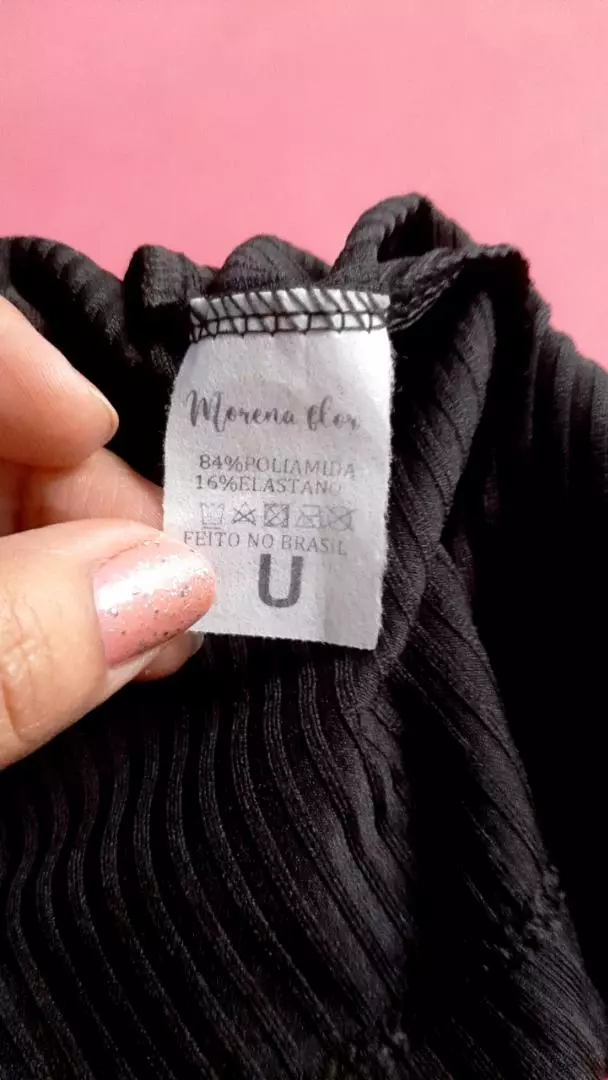 Morena flor
84%POLIAMIDA
16%ELASTANO
FEITO NO BRASIL
U